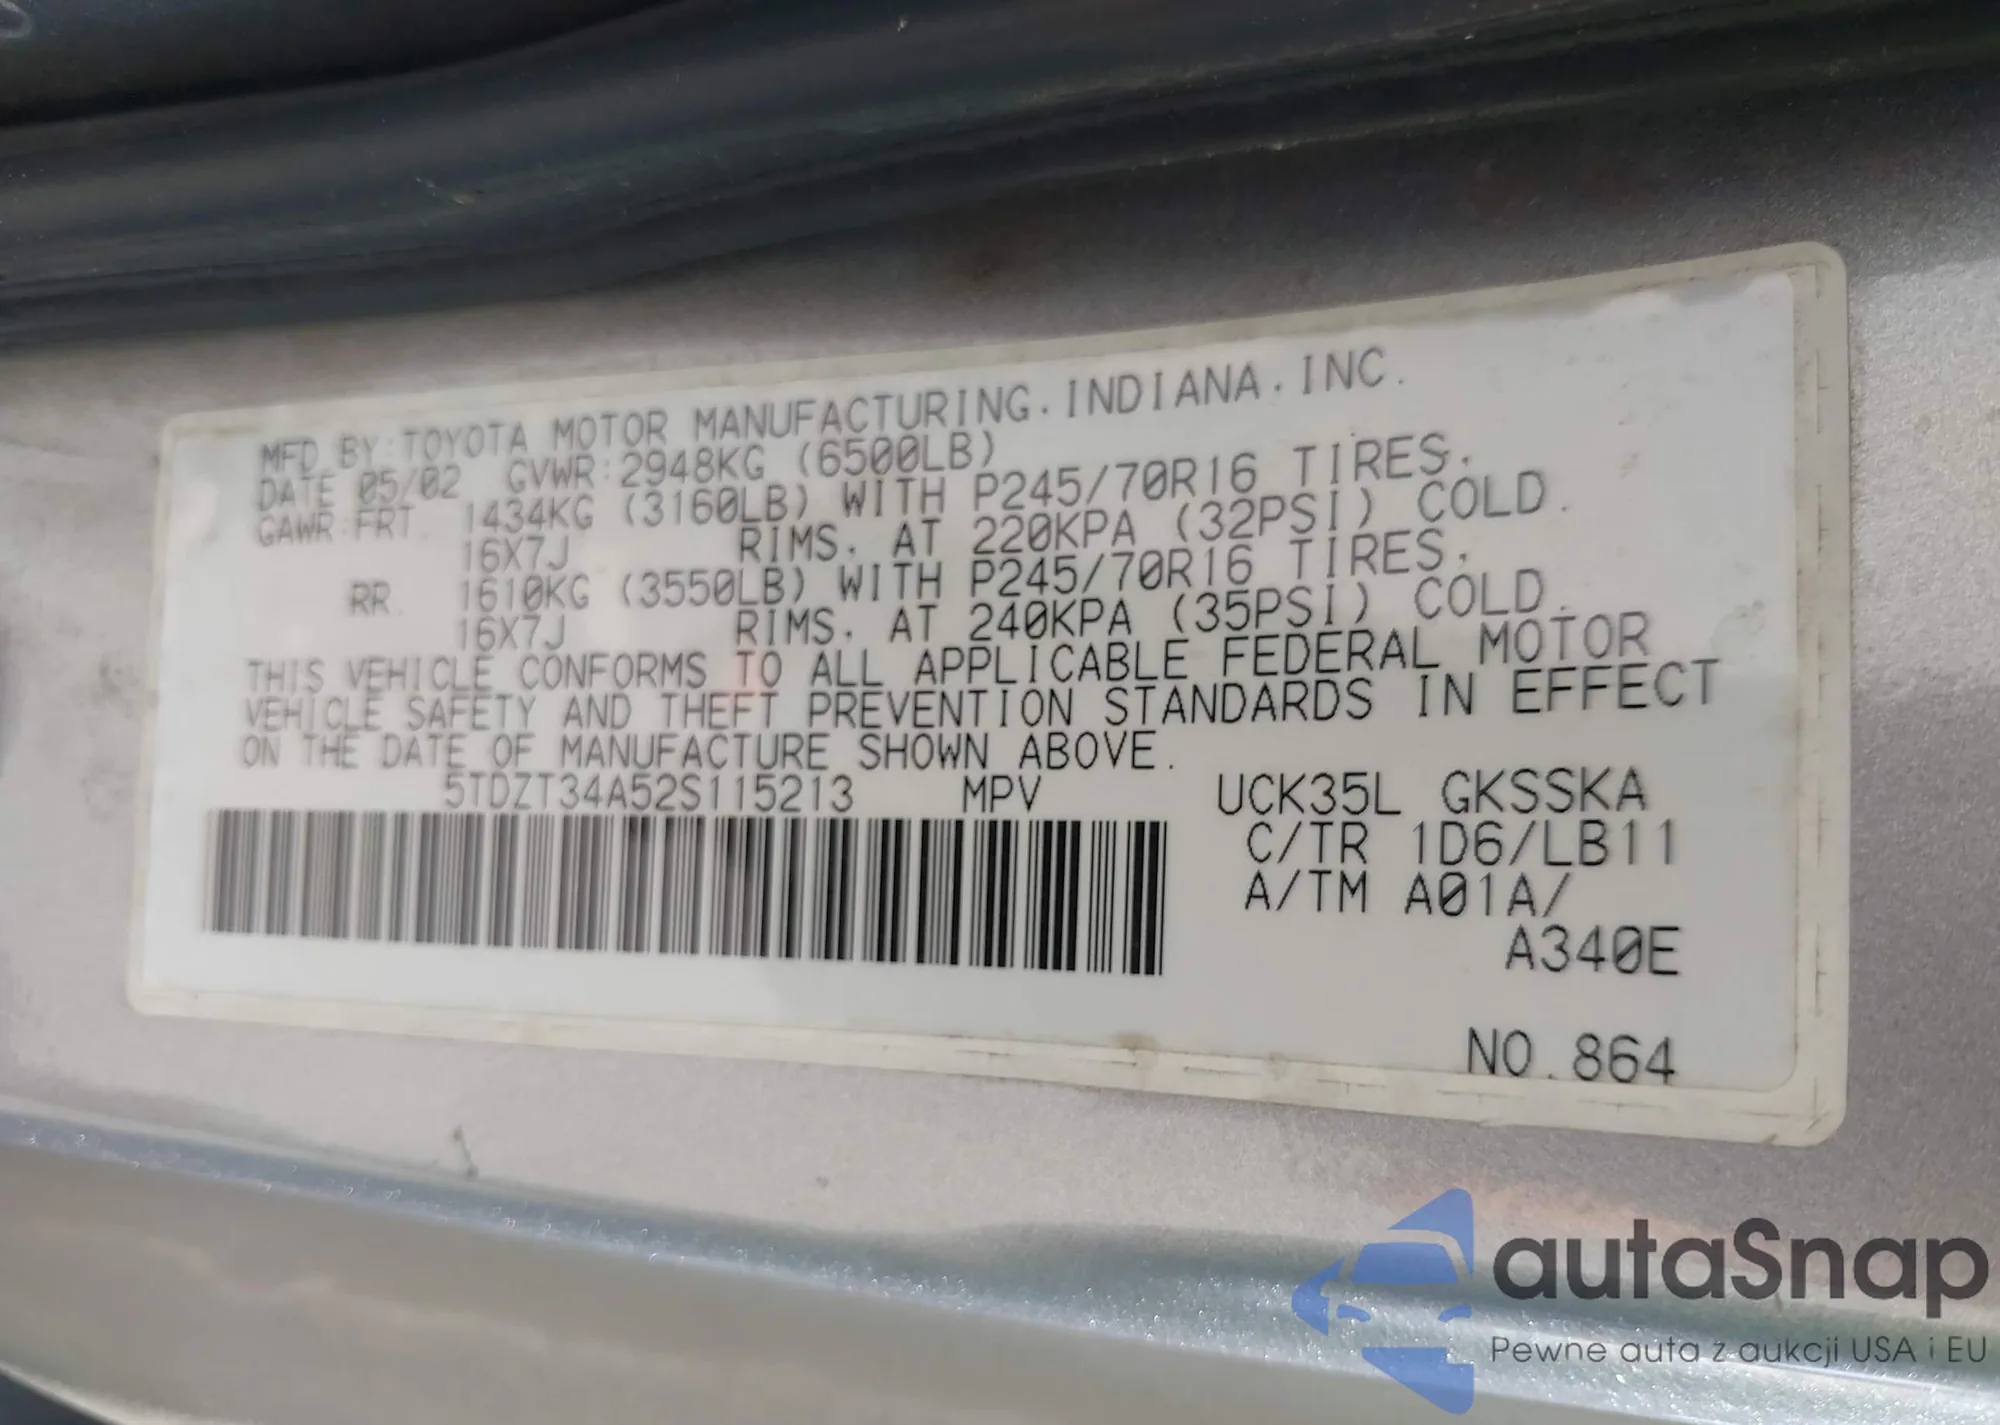 MFD BY:TOYOTA MOTOR MANUFACTURING.INDIANA.INC.
DATE 05/02 GVWR:2948KG (6500LB)
GAWR:FRT. 1434KG (3160LB) WITH P245/70R16 TIRES.
16X7J RIMS. AT 220KPA (32PSI) COLD.
RR. 1610KG (3550LB) WITH P245/70R16 TIRES.
16X7J RIMS. AT 240KPA (35PSI) COLD.
THIS VEHICLE CONFORMS TO ALL APPLICABLE FEDERAL MOTOR
VEHICLE SAFETY AND THEFT PREVENTION STANDARDS IN EFFECT
ON THE DATE OF MANUFACTURE SHOWN ABOVE.
5TDZT34A52S115213 MPV UCK35L GKSSKA
C/TR 1D6/LB11
A/TM A01A/
A340E
NO.864
autaSnap
Pewne auta z aukcji USA i EU